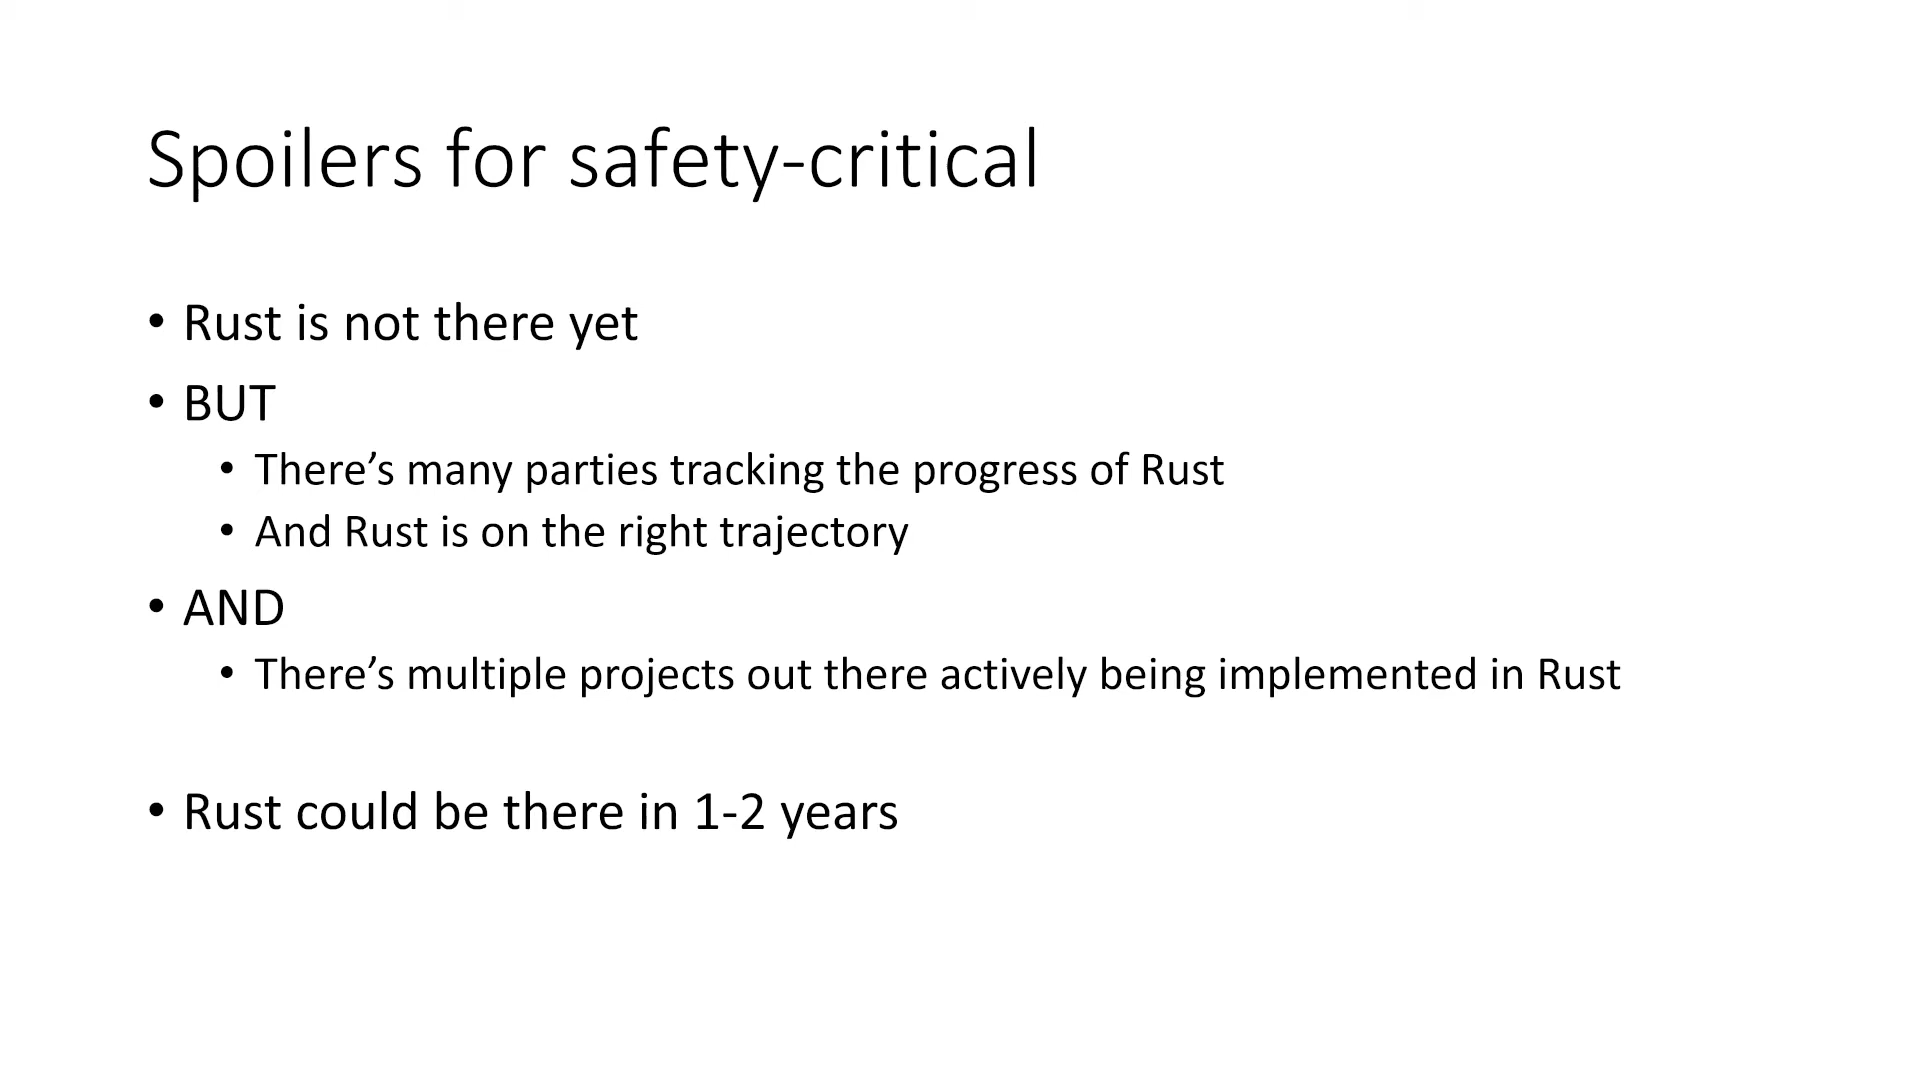 Spoilers for safety-critical
• Rust is not there yet
• BUT
• There’s many parties tracking the progress of Rust
• And Rust is on the right trajectory
• AND
• There’s multiple projects out there actively being implemented in Rust
• Rust could be there in 1-2 years